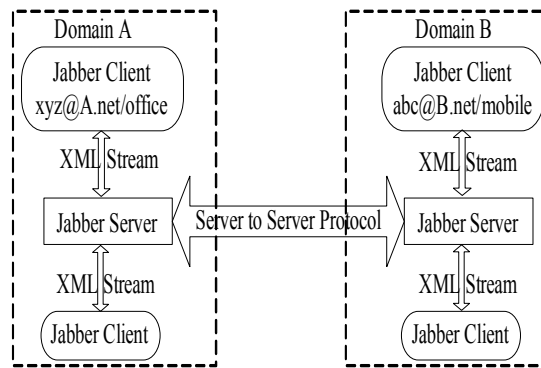 Domain A
Jabber Client
xyz@A.net/office
XML Stream
Jabber Server
XML Stream
Jabber Client
Server to Server Protocol
Domain B
Jabber Client
abc@B.net/mobile
XML Stream
Jabber Server
XML Stream
Jabber Client